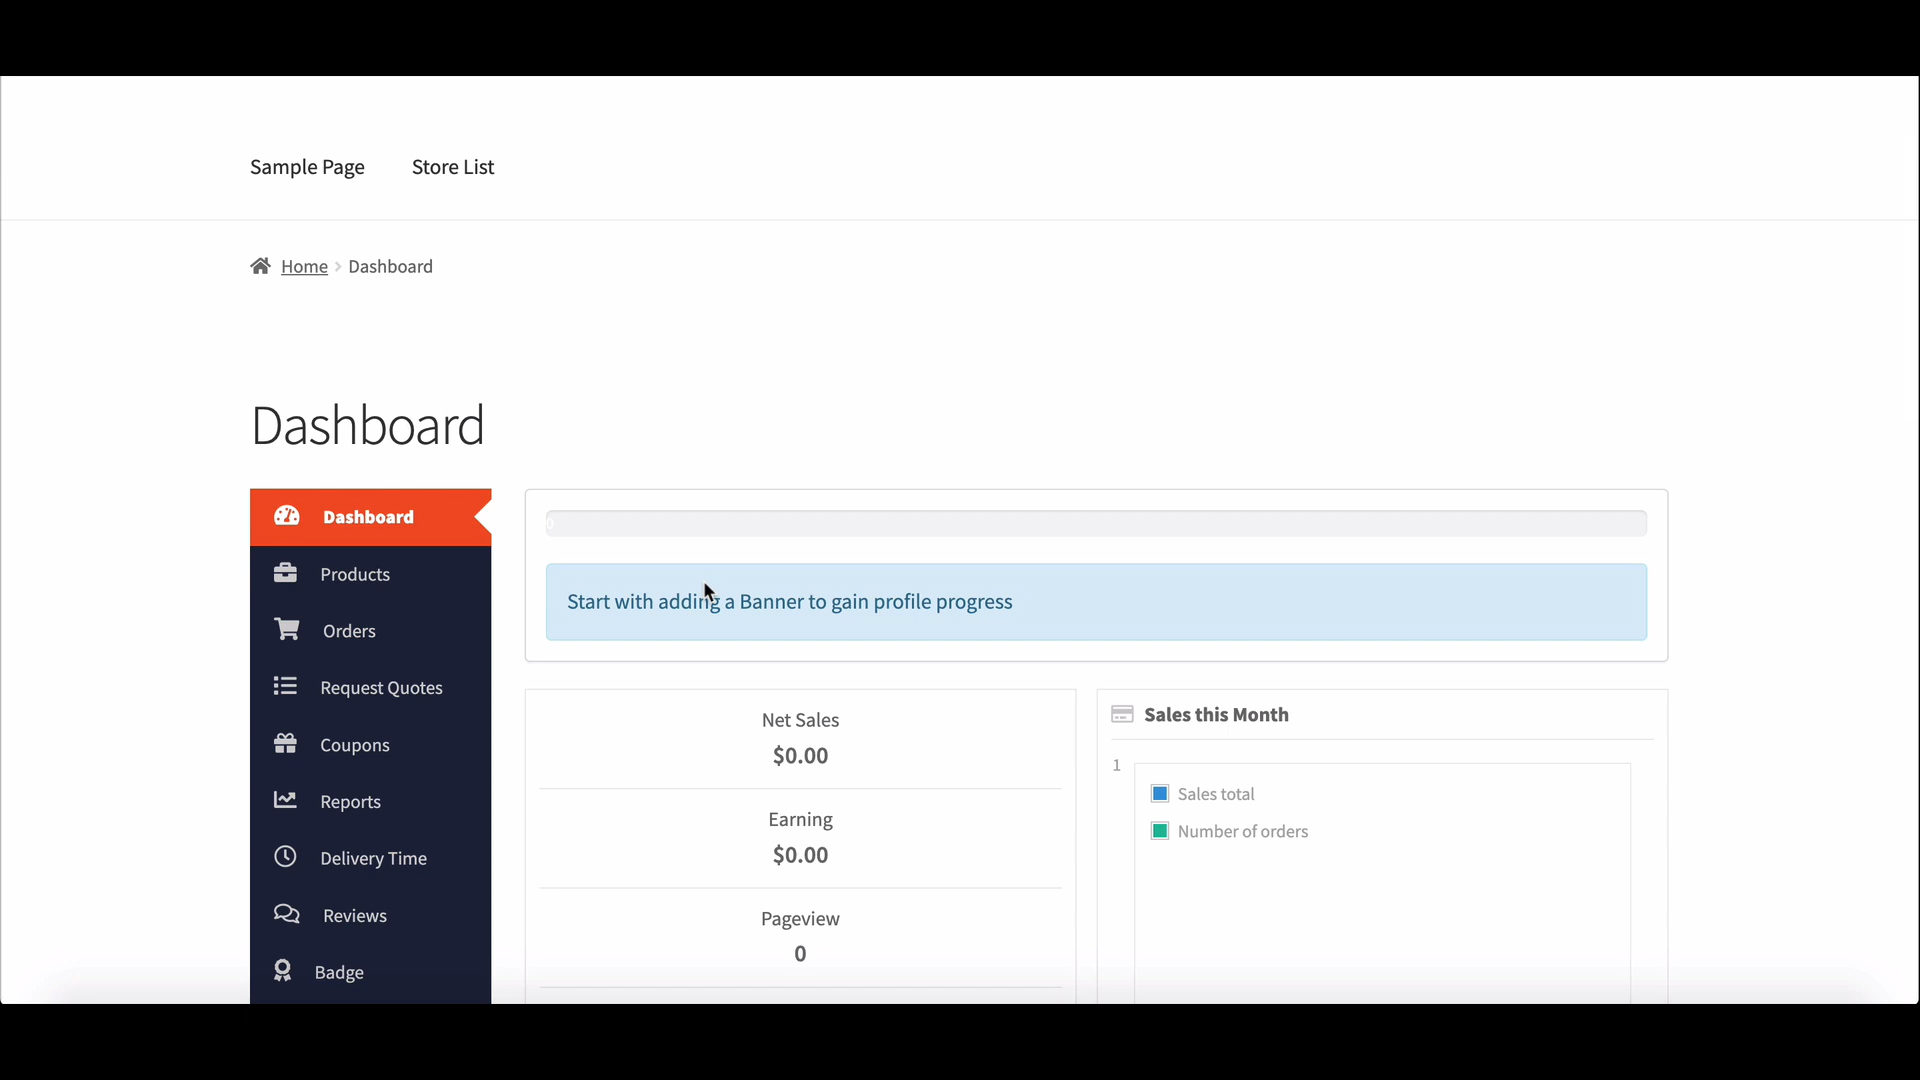 Sample Page
Store List
Home
Dashboard
Dashboard
Dashboard
Products
Orders
Request Quotes
Coupons
Reports
Delivery Time
Reviews
Badge
0
Start with adding a Banner to gain profile progress
Net Sales
$0.00
Earning
$0.00
Pageview
0
Sales this Month
1
Sales total
Number of orders